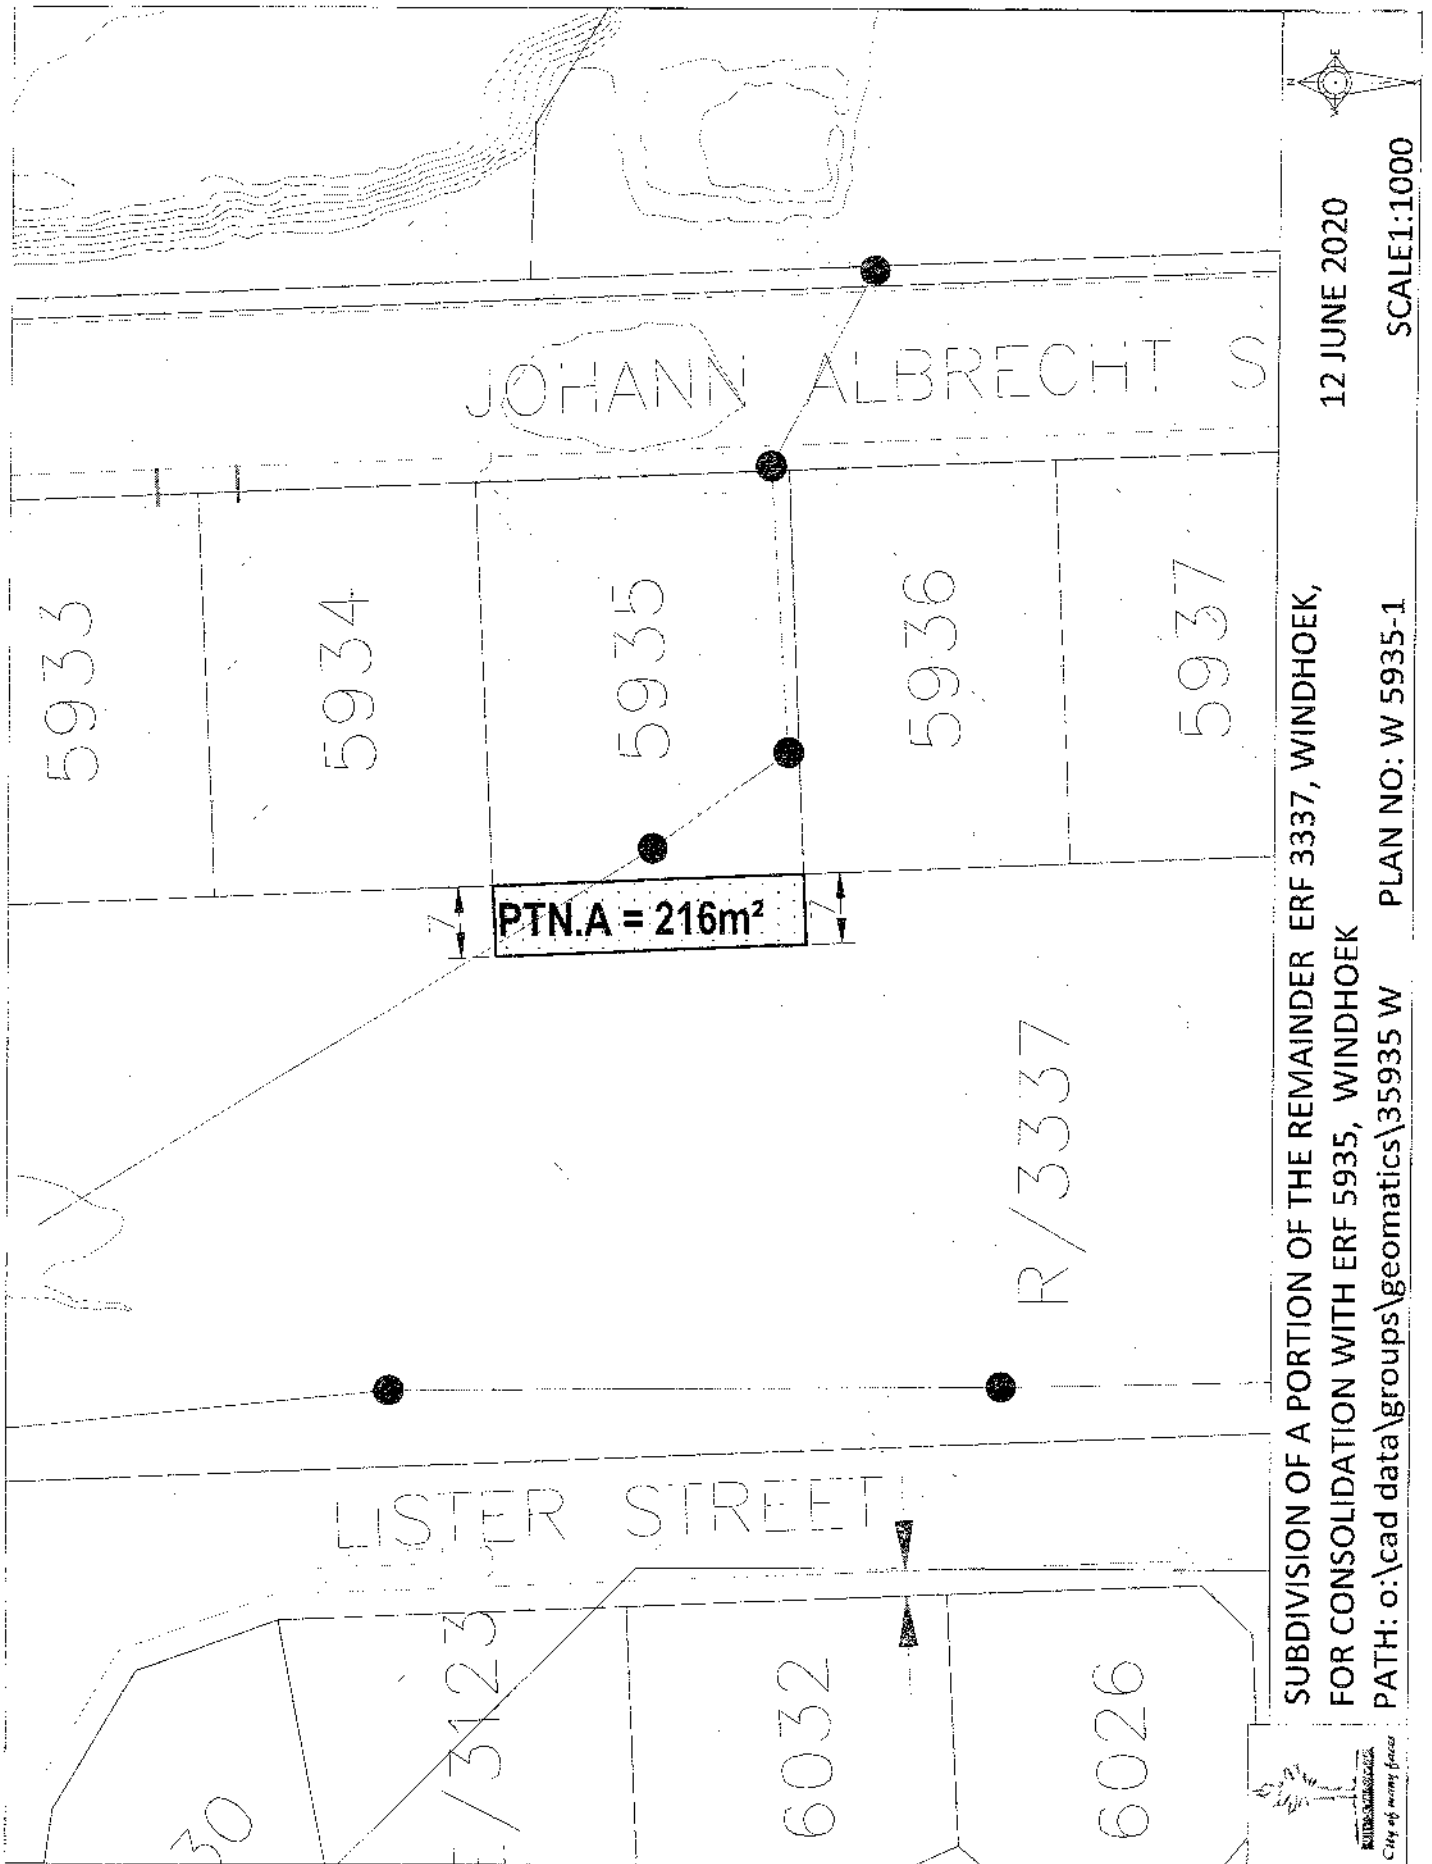 5933
5934
5935
5936
5937
JOHANN ALBRECHT S
PTN.A = 216m²
7
7
R/3337
LISTER STREET
30
/3123
6032
6026
N
E
SUBDIVISION OF A PORTION OF THE REMAINDER ERF 3337, WINDHOEK,
FOR CONSOLIDATION WITH ERF 5935, WINDHOEK
12 JUNE 2020
PATH: o:\cad data\groups\geomatics\35935 W PLAN NO: W 5935-1
SCALE1:1000
City of many faces